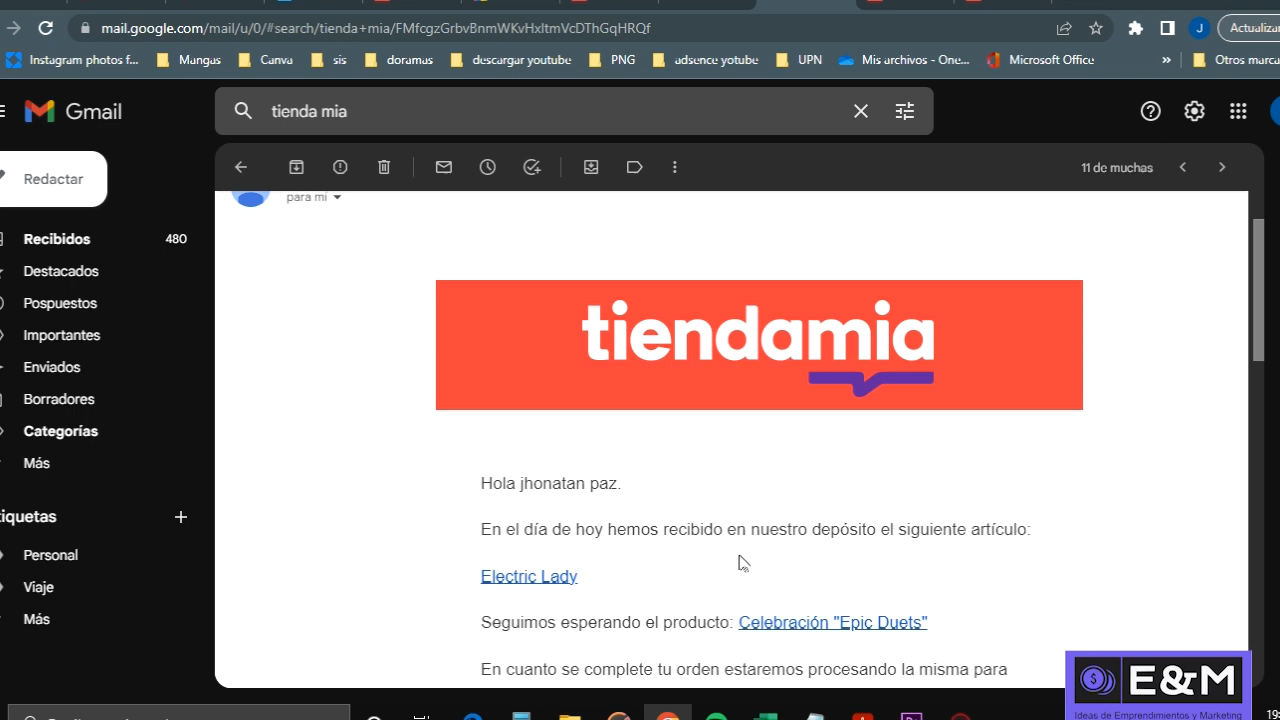 mail.google.com/mail/u/0/#search/tienda+mia/FMfcgzGrbvBnmWKvHxltmVcDThGqHRQf
Actualizar
Instagram photos f... Mangas Canva sis doramas descargar youtube PNG adsence yotube UPN Mis archivos - One... Microsoft Office » Otros marca
Gmail
tienda mia
Redactar
11 de muchas
Recibidos 480
Destacados
Pospuestos
Importantes
Enviados
Borradores
Categorías
Más
tiquetas +
Personal
Viaje
Más
para mí
tiendamia
Hola jhonatan paz.
En el día de hoy hemos recibido en nuestro depósito el siguiente artículo:
Electric Lady
Seguimos esperando el producto: Celebración "Epic Duets"
En cuanto se complete tu orden estaremos procesando la misma para
E&M
Ideas de Emprendimientos y Marketing
19: